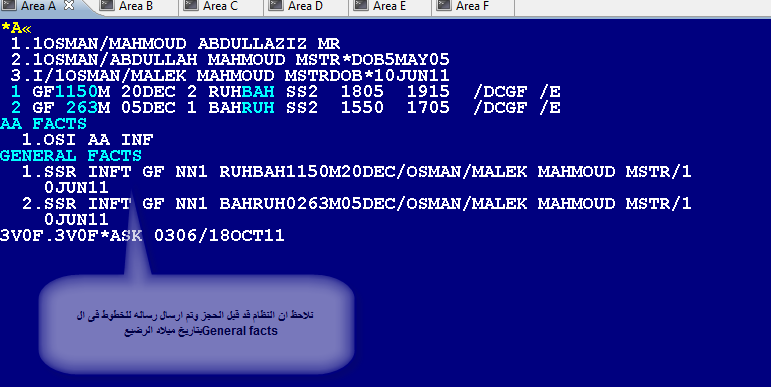 Area A Area B Area C Area D Area E Area F
*A«
1.1OSMAN/MAHMOUD ABDULLAZIZ MR
2.1OSMAN/ABDULLAH MAHMOUD MSTR*DOB5MAY05
3.I/1OSMAN/MALEK MAHMOUD MSTRDOB*10JUN11
1 GF1150M 20DEC 2 RUHBAH SS2 1805 1915 /DCGF /E
2 GF 263M 05DEC 1 BAHRUH SS2 1550 1705 /DCGF /E
AA FACTS
1.OSI AA INF
GENERAL FACTS
1.SSR INFT GF NN1 RUHBAH1150M20DEC/OSMAN/MALEK MAHMOUD MSTR/1
0JUN11
2.SSR INFT GF NN1 BAHRUH0263M05DEC/OSMAN/MALEK MAHMOUD MSTR/1
0JUN11
3V0F.3V0F*ASK 0306/18OCT11
نلاحظ ان النظام قد قبل الحجز وتم ارسال رساله للخطوط فى ال
General factsبتاريخ ميلاد الرضيع